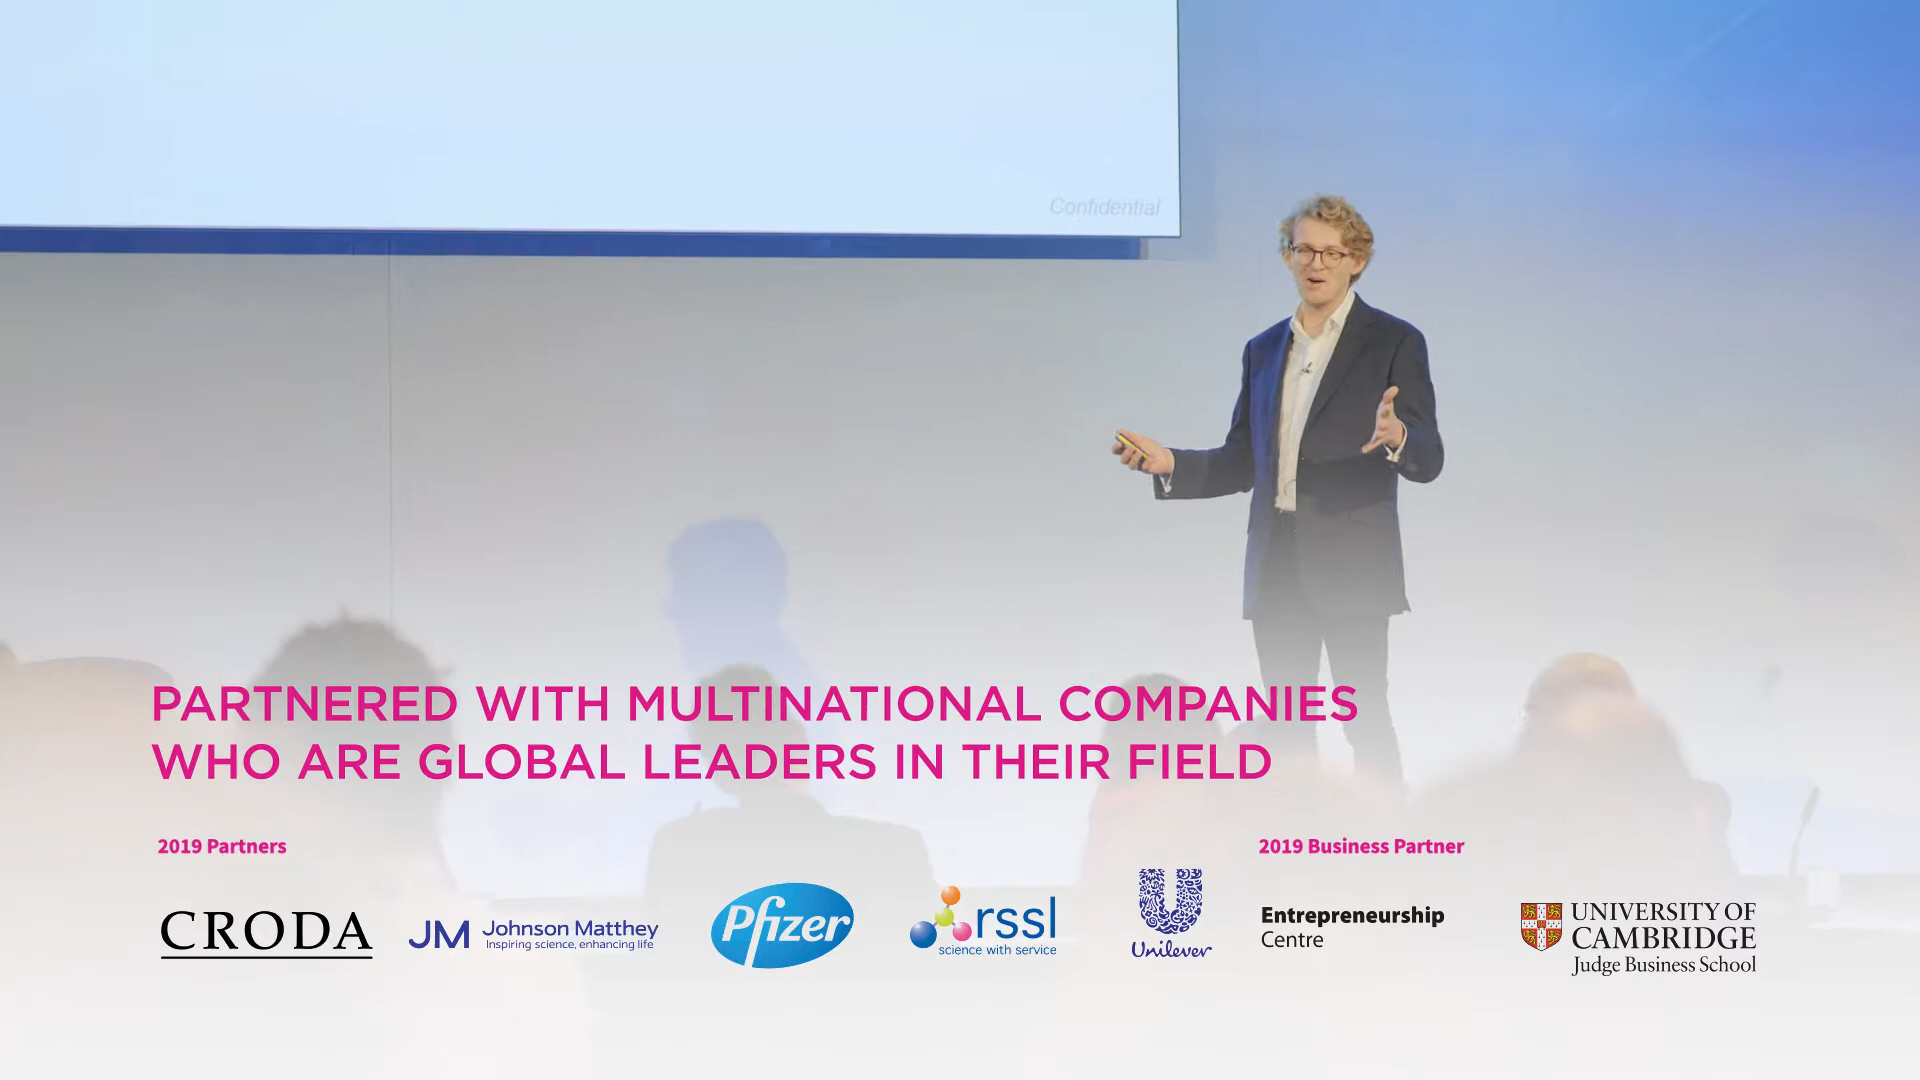 Confidential
PARTNERED WITH MULTINATIONAL COMPANIES
WHO ARE GLOBAL LEADERS IN THEIR FIELD
2019 Partners
CRODA
JM Johnson Matthey
Inspiring science, enhancing life
Pfizer
rssl
science with service
Unilever
2019 Business Partner
Entrepreneurship
Centre
UNIVERSITY OF
CAMBRIDGE
Judge Business School